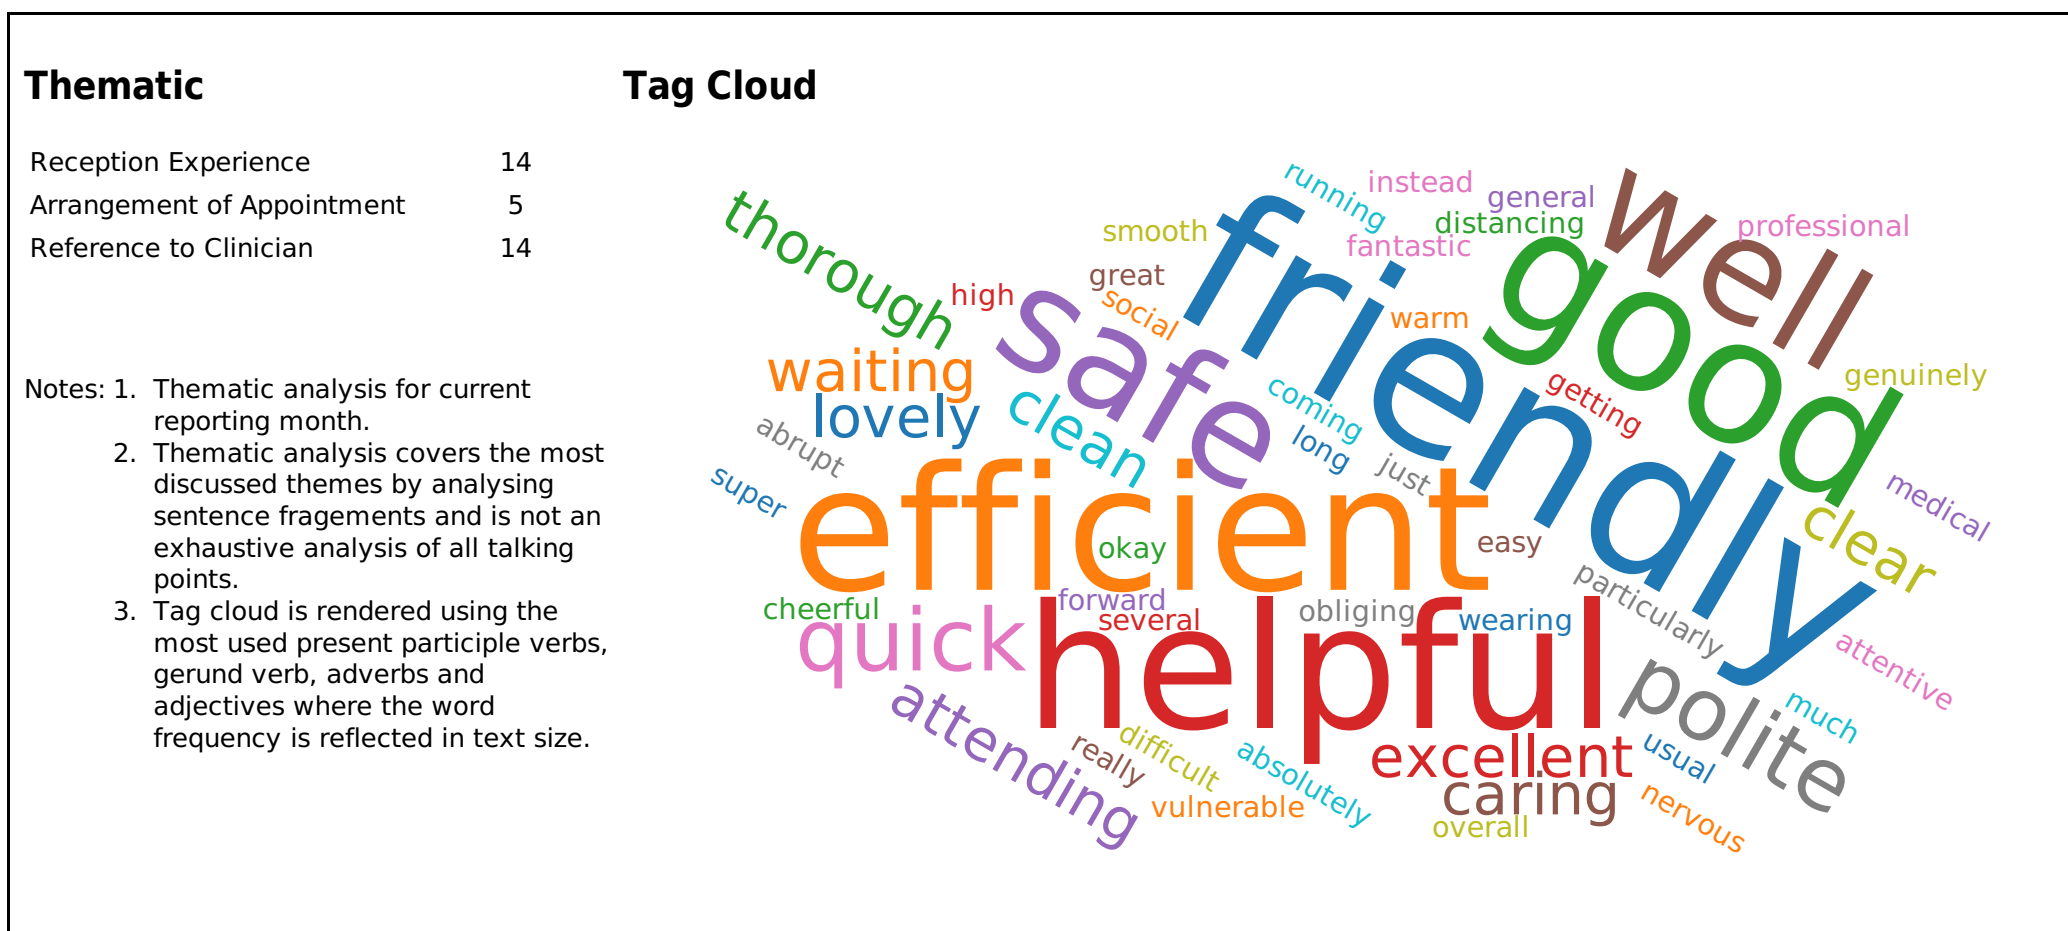 Thematic
Tag Cloud
Reception Experience 14
Arrangement of Appointment 5
Reference to Clinician 14
Notes: 1. Thematic analysis for current
reporting month.
2. Thematic analysis covers the most
discussed themes by analysing
sentence fragements and is not an
exhaustive analysis of all talking
points.
3. Tag cloud is rendered using the
most used present participle verbs,
gerund verb, adverbs and
adjectives where the word
frequency is reflected in text size.
thorough
running
instead
general
well
professional
smooth
distancing
fantastic
friendly
good
great
high
social
safe
warm
waiting
lovely
clean
coming
long
getting
genuinely
abrupt
super
just
medical
efficient
okay
easy
clear
cheerful
forward
several
obliging
wearing
particularly
quick
helpful
attentive
attending
polite
much
really
difficult
absolutely
excellent
usual
caring
vulnerable
overall
nervous